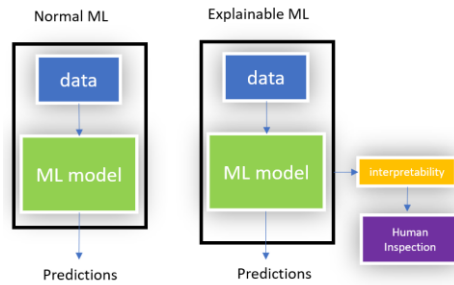 Normal ML
Explainable ML
data
data
ML model
ML model
interpretability
Human
Inspection
Predictions
Predictions